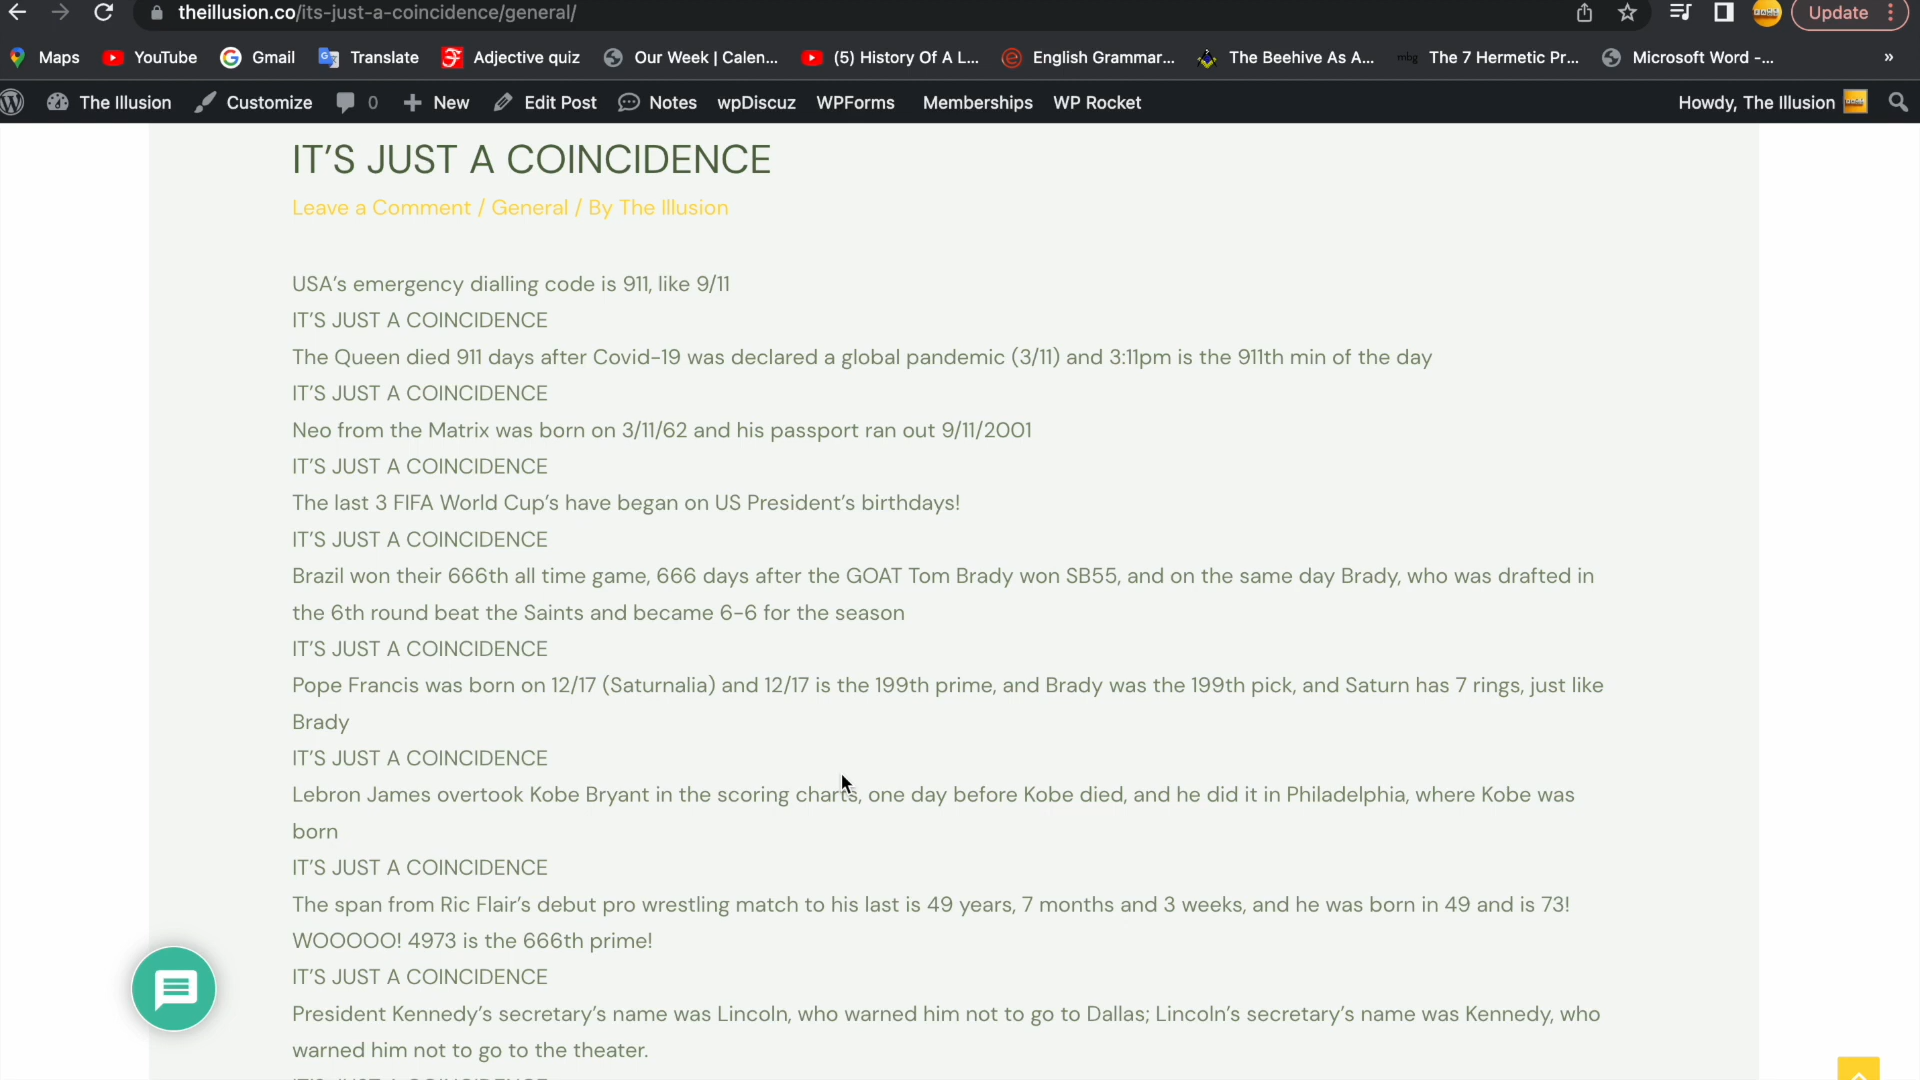 theillusion.co/its-just-a-coincidence/general/
Update
Maps
YouTube
Gmail
Translate
Adjective quiz
Our Week | Calen...
(5) History Of A L...
English Grammar...
The Beehive As A...
mbg
The 7 Hermetic Pr...
Microsoft Word -...
»
The Illusion
Customize
0
New
Edit Post
Notes
wpDiscuz
WPForms
Memberships
WP Rocket
Howdy, The Illusion
IT'S JUST A COINCIDENCE
Leave a Comment / General / By The Illusion
USA's emergency dialling code is 911, like 9/11
IT'S JUST A COINCIDENCE
The Queen died 911 days after Covid-19 was declared a global pandemic (3/11) and 3:11pm is the 911th min of the day
IT'S JUST A COINCIDENCE
Neo from the Matrix was born on 3/11/62 and his passport ran out 9/11/2001
IT'S JUST A COINCIDENCE
The last 3 FIFA World Cup's have began on US President's birthdays!
IT'S JUST A COINCIDENCE
Brazil won their 666th all time game, 666 days after the GOAT Tom Brady won SB55, and on the same day Brady, who was drafted in
the 6th round beat the Saints and became 6-6 for the season
IT'S JUST A COINCIDENCE
Pope Francis was born on 12/17 (Saturnalia) and 12/17 is the 199th prime, and Brady was the 199th pick, and Saturn has 7 rings, just like
Brady
IT'S JUST A COINCIDENCE
Lebron James overtook Kobe Bryant in the scoring charts, one day before Kobe died, and he did it in Philadelphia, where Kobe was
born
IT'S JUST A COINCIDENCE
The span from Ric Flair's debut pro wrestling match to his last is 49 years, 7 months and 3 weeks, and he was born in 49 and is 73!
WOOOOO! 4973 is the 666th prime!
IT'S JUST A COINCIDENCE
President Kennedy's secretary's name was Lincoln, who warned him not to go to Dallas; Lincoln's secretary's name was Kennedy, who
warned him not to go to the theater.